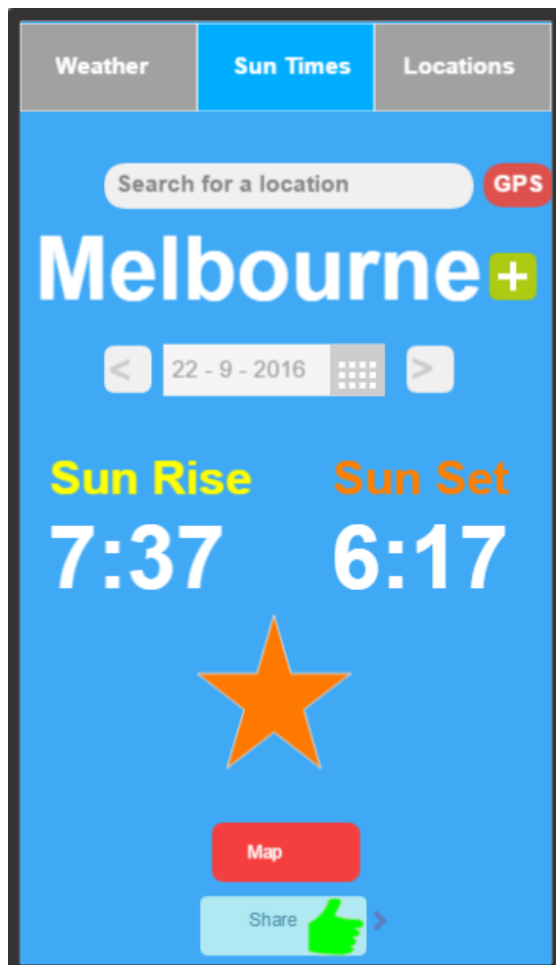 Weather Sun Times Locations
Search for a location GPS
Melbourne +
< 22 - 9 - 2016 >
Sun Rise Sun Set
7:37 6:17
Map
Share